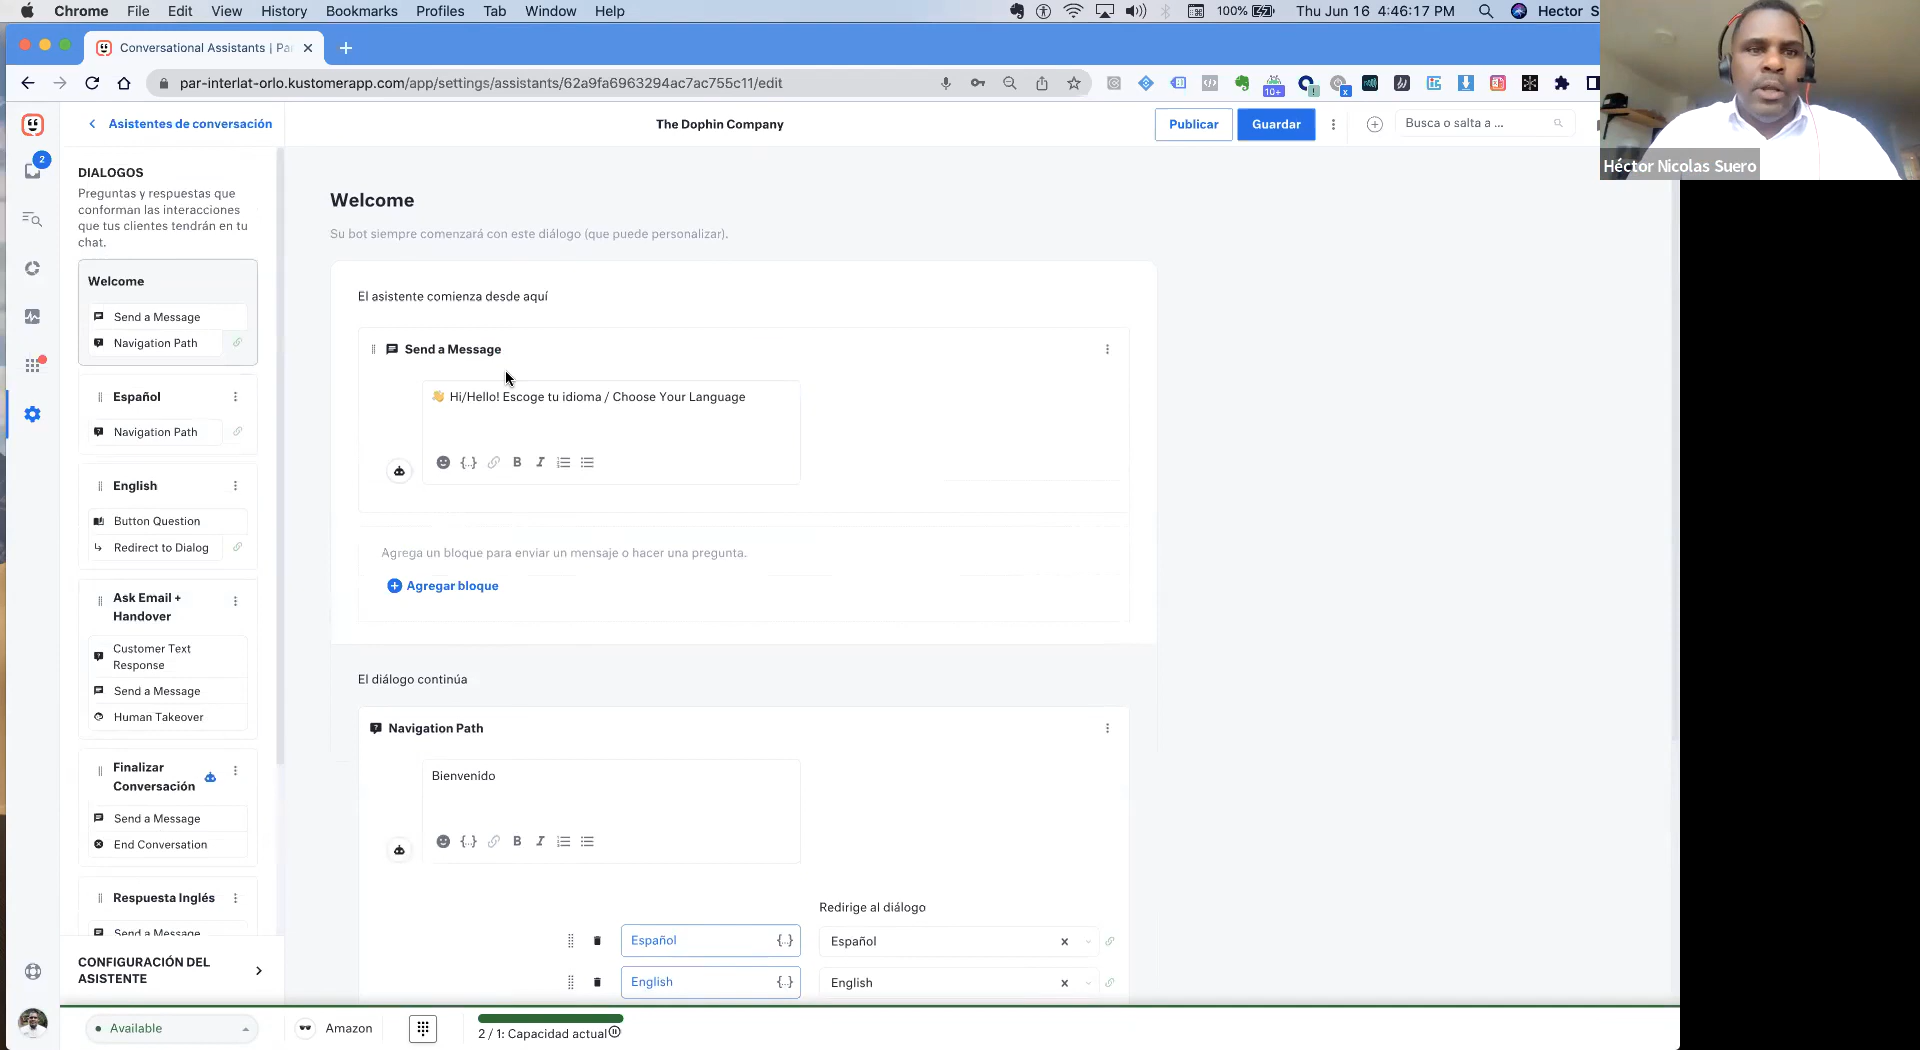 Chrome File Edit View History Bookmarks Profiles Tab Window Help
100% Thu Jun 16 4:46:17 PM Hector S
Conversational Assistants | Pa
par-interlat-orlo.kustomerapp.com/app/settings/assistants/62a9fa6963294ac7ac755c11/edit
10+
Asistentes de conversación
The Dophin Company
Publicar
Guardar
Busca o salta a ...
Héctor Nicolas Suero
2
DIALOGOS
Preguntas y respuestas que
conforman las interacciones
que tus clientes tendrán en tu
chat.
Welcome
Send a Message
Navigation Path
Español
Navigation Path
English
Button Question
Redirect to Dialog
Ask Email +
Handover
Customer Text
Response
Send a Message
Human Takeover
Finalizar
Conversación
Send a Message
End Conversation
Respuesta Inglés
Send a Message
CONFIGURACIÓN DEL
ASISTENTE
Welcome
Su bot siempre comenzará con este diálogo (que puede personalizar).
El asistente comienza desde aquí
Send a Message
👋 Hi/Hello! Escoge tu idioma / Choose Your Language
{..} B I
Agrega un bloque para enviar un mensaje o hacer una pregunta.
Agregar bloque
El diálogo continúa
Navigation Path
Bienvenido
{..} B I
Redirige al diálogo
Español {..} Español
English {..} English
Available
Amazon
2 / 1: Capacidad actual